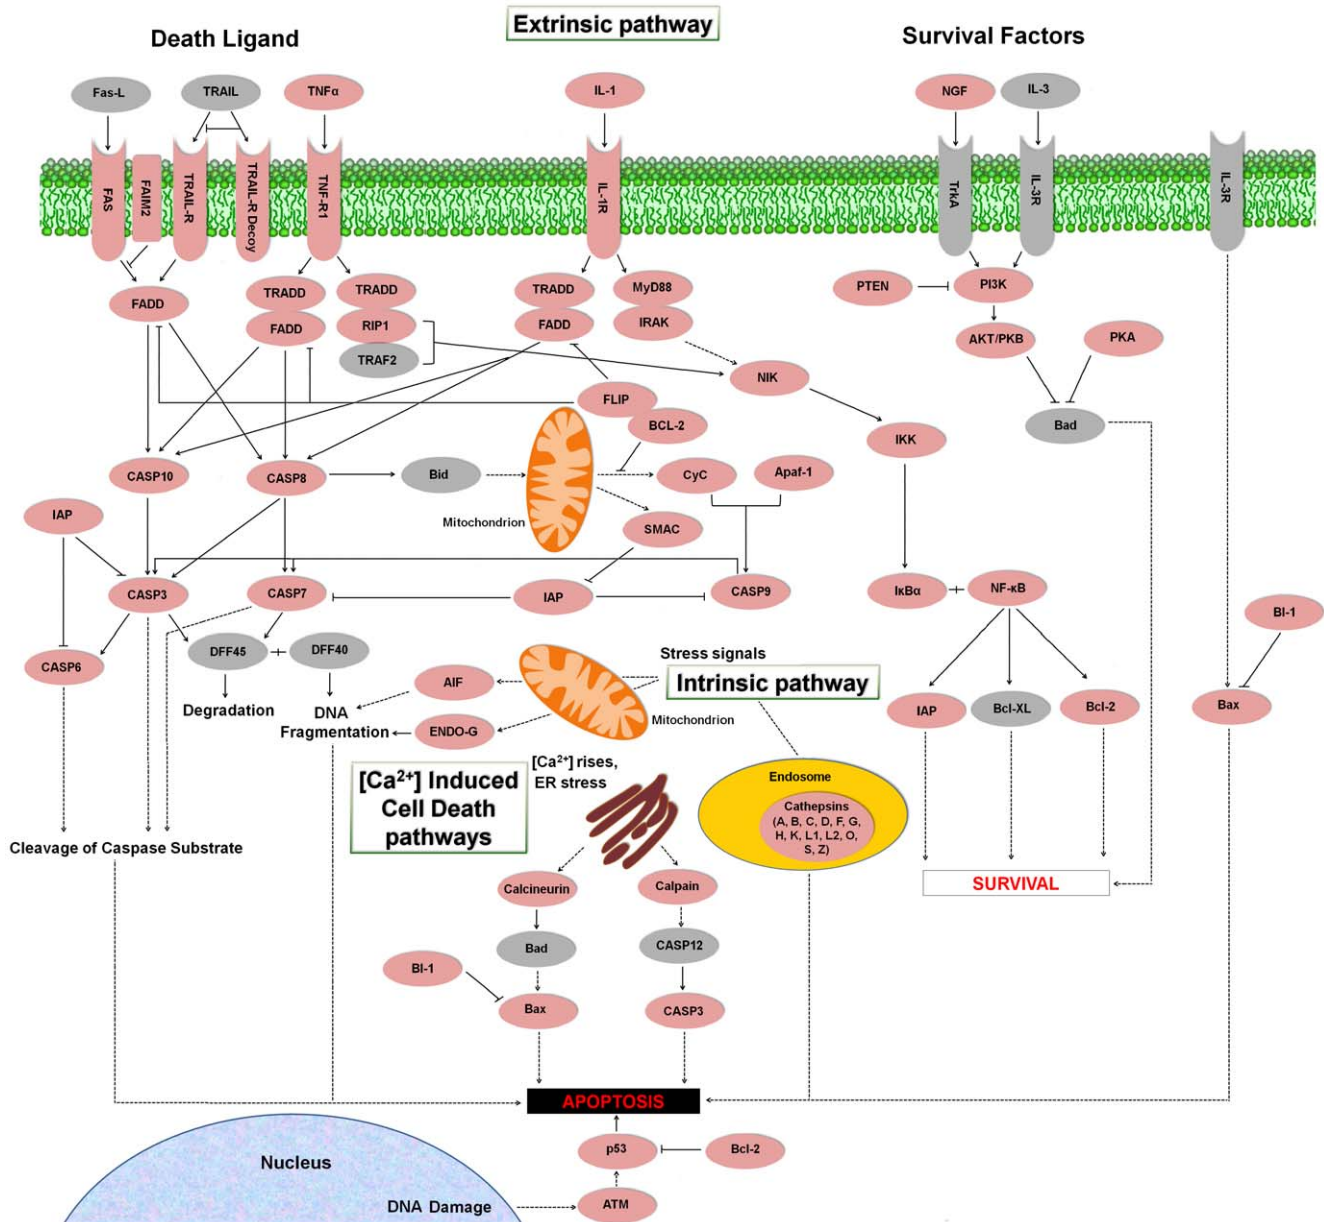 Extrinsic pathway
Death Ligand
Survival Factors
Fas-L
TRAIL
TNFα
IL-1
NGF
IL-3
FAS
FAIM2
TRAIL-R
TRAIL-R Decoy
TNF-R1
IL-1R
TrkA
IL-3R
IL-3R
FADD
TRADD
FADD
TRADD
RIP1
TRAF2
TRADD
FADD
MyD88
IRAK
PTEN
PI3K
AKT/PKB
PKA
NIK
FLIP
BCL-2
Bad
IKK
CASP10
CASP8
Bid
Mitochondrion
CyC
Apaf-1
SMAC
IAP
CASP3
CASP7
IAP
CASP9
IκBα
NF-κB
BI-1
CASP6
DFF45
DFF40
Degradation
DNA
Fragmentation
AIF
ENDO-G
Stress signals
Intrinsic pathway
Mitochondrion
IAP
Bcl-XL
Bcl-2
Bax
[Ca²⁺] Induced
Cell Death
pathways
[Ca²⁺] rises,
ER stress
Endosome
Cathepsins
(A, B, C, D, F, G,
H, K, L1, L2, O,
S, Z)
Cleavage of Caspase Substrate
Calcineurin
Calpain
SURVIVAL
Bad
CASP12
BI-1
Bax
CASP3
APOPTOSIS
p53
Bcl-2
Nucleus
DNA Damage
ATM